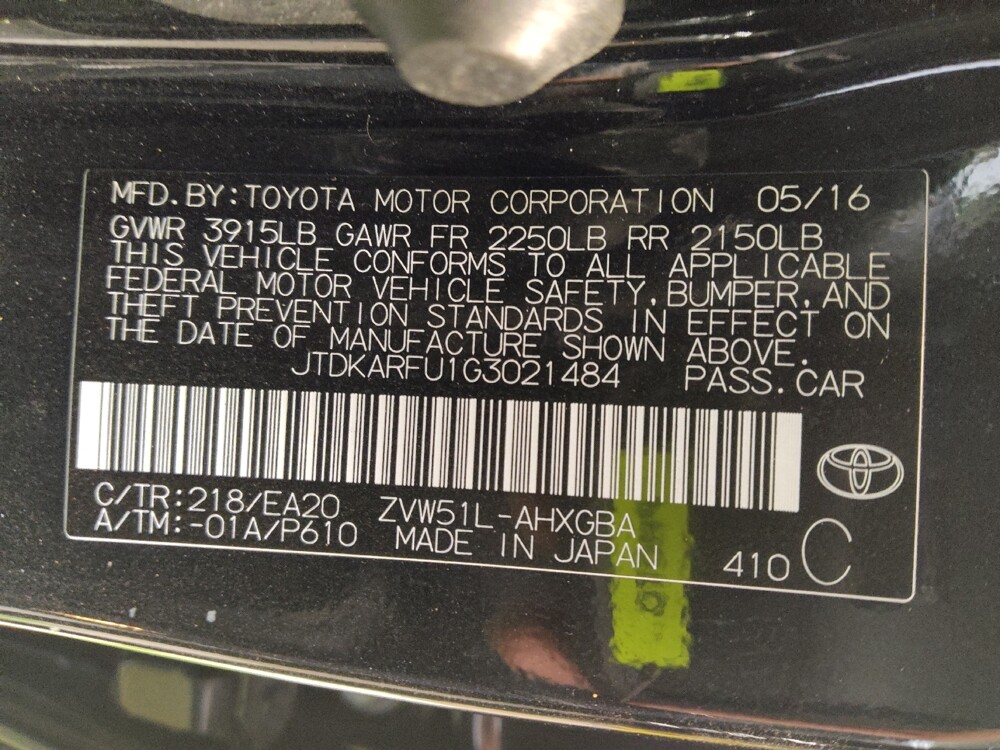 MFD.BY:TOYOTA MOTOR CORPORATION 05/16
GVWR 3915LB GAWR FR 2250LB RR 2150LB
THIS VEHICLE CONFORMS TO ALL APPLICABLE
FEDERAL MOTOR VEHICLE SAFETY,BUMPER,AND
THEFT PREVENTION STANDARDS IN EFFECT ON
THE DATE OF MANUFACTURE SHOWN ABOVE.
JTDKARFU1G3021484 PASS.CAR
C/TR:218/EA20 ZVW51L-AHXGBA
A/TM:-01A/P610 MADE IN JAPAN 410 C